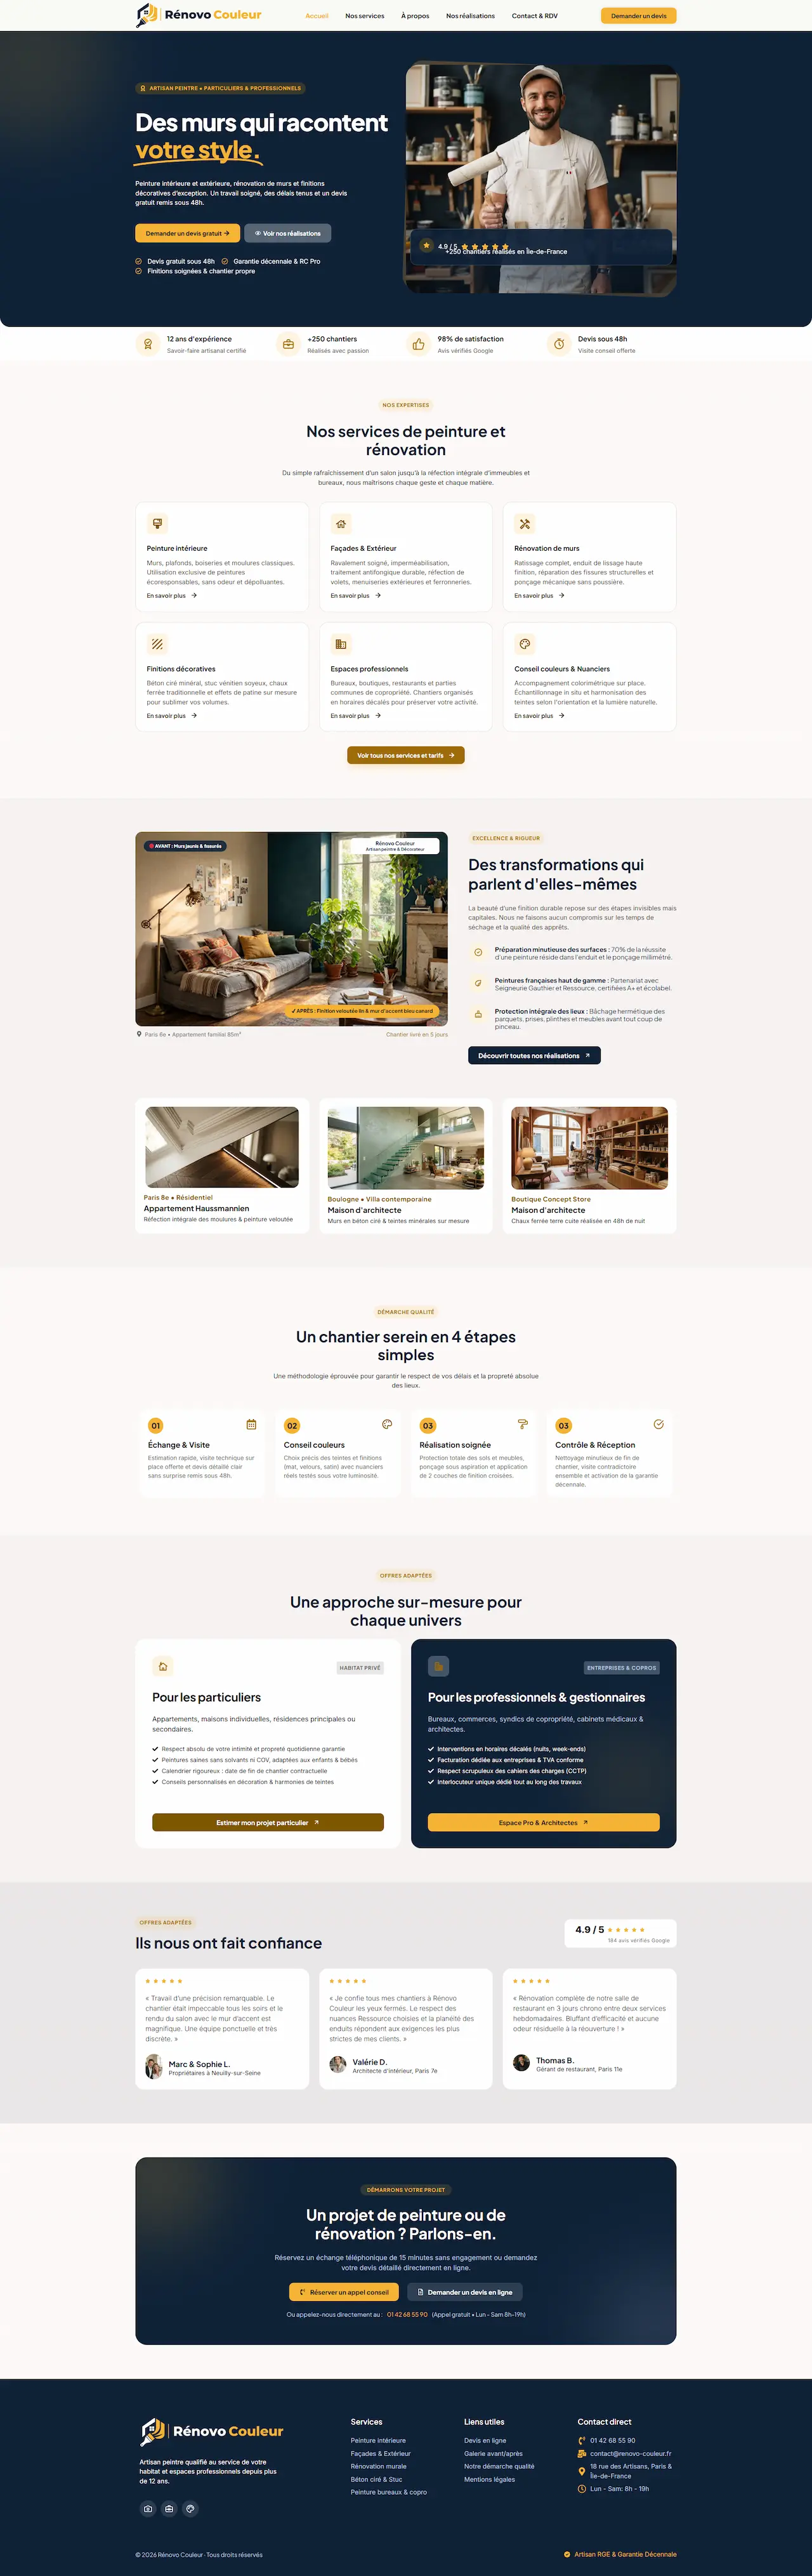 Rénovo Couleur
Accueil
Nos services
À propos
Nos réalisations
Contact & RDV
Demander un devis
ARTISAN PEINTRE • PARTICULIERS & PROFESSIONNELS
Des murs qui racontent
votre style.
Peinture intérieure et extérieure, rénovation de murs et finitions
décoratives d'exception. Un travail soigné, des délais tenus et un devis
gratuit remis sous 48h.
Demander un devis gratuit
Voir nos réalisations
Devis gratuit sous 48h
Garantie décennale & RC Pro
Finitions soignées & chantier propre
4.9 / 5
+250 chantiers réalisés en Île-de-France
12 ans d'expérience
Savoir-faire artisanal certifié
+250 chantiers
Réalisés avec passion
98% de satisfaction
Avis vérifiés Google
Devis sous 48h
Visite conseil offerte
NOS EXPERTISES
Nos services de peinture et
rénovation
Du simple rafraîchissement d'un salon jusqu'à la réfection intégrale d'immeubles et
bureaux, nous maîtrisons chaque geste et chaque matière.
Peinture intérieure
Murs, plafonds, boiseries et moulures classiques.
Utilisation exclusive de peintures
écoresponsables, sans odeur et dépolluantes.
En savoir plus
Façades & Extérieur
Ravalement soigné, imperméabilisation,
traitement antifongique durable, réfection de
volets, menuiseries extérieures et ferronneries.
En savoir plus
Rénovation de murs
Ratissage complet, enduit de lissage haute
finition, réparation des fissures structurelles et
ponçage mécanique sans poussière.
En savoir plus
Finitions décoratives
Béton ciré minéral, stuc vénitien soyeux, chaux
ferrée traditionnelle et effets de patine sur mesure
pour sublimer vos volumes.
En savoir plus
Espaces professionnels
Bureaux, boutiques, restaurants et parties
communes de copropriété. Chantiers organisés
en horaires décalés pour préserver votre activité.
En savoir plus
Conseil couleurs & Nuanciers
Accompagnement colorimétrique sur place.
Échantillonnage in situ et harmonisation des
teintes selon l'orientation et la lumière naturelle.
En savoir plus
Voir tous nos services et tarifs
AVANT : Murs jaunis & fissurés
Rénovo Couleur
Artisan peintre & Décorateur
✓ APRÈS : Finition veloutée lin & mur d'accent bleu canard
Paris 6e • Appartement familial 85m²
Chantier livré en 5 jours
EXCELLENCE & RIGUEUR
Des transformations qui
parlent d'elles-mêmes
La beauté d'une finition durable repose sur des étapes invisibles mais
capitales. Nous ne faisons aucun compromis sur les temps de
séchage et la qualité des apprêts.
Préparation minutieuse des surfaces : 70% de la réussite
d'une peinture réside dans l'enduit et le ponçage millimétré.
Peintures françaises haut de gamme : Partenariat avec
Seigneurie Gauthier et Ressource, certifiées A+ et écolabel.
Protection intégrale des lieux : Bâchage hermétique des
parquets, prises, plinthes et meubles avant tout coup de
pinceau.
Découvrir toutes nos réalisations
Paris 8e • Résidentiel
Appartement Haussmannien
Réfection intégrale des moulures & peinture veloutée
Boulogne • Villa contemporaine
Maison d'architecte
Murs en béton ciré & teintes minérales sur mesure
Boutique Concept Store
Maison d'architecte
Chaux ferrée terre cuite réalisée en 48h de nuit
DÉMARCHE QUALITÉ
Un chantier serein en 4 étapes
simples
Une méthodologie éprouvée pour garantir le respect de vos délais et la propreté absolue
des lieux.
01
Échange & Visite
Estimation rapide, visite technique sur
place offerte et devis détaillé clair
sans surprise remis sous 48h.
02
Conseil couleurs
Choix précis des teintes et finitions
(mat, velours, satin) avec nuanciers
réels testés sous votre luminosité.
03
Réalisation soignée
Protection totale des sols et meubles,
ponçage sous aspiration et application
de 2 couches de finition croisées.
03
Contrôle & Réception
Nettoyage minutieux de fin de
chantier, visite contradictoire
ensemble et activation de la garantie
décennale.
OFFRES ADAPTÉES
Une approche sur-mesure pour
chaque univers
HABITAT PRIVÉ
Pour les particuliers
Appartements, maisons individuelles, résidences principales ou
secondaires.
Respect absolu de votre intimité et propreté quotidienne garantie
Peintures saines sans solvants ni COV, adaptées aux enfants & bébés
Calendrier rigoureux : date de fin de chantier contractuelle
Conseils personnalisés en décoration & harmonies de teintes
Estimer mon projet particulier
ENTREPRISES & COPROS
Pour les professionnels & gestionnaires
Bureaux, commerces, syndics de copropriété, cabinets médicaux &
architectes.
Interventions en horaires décalés (nuits, week-ends)
Facturation dédiée aux entreprises & TVA conforme
Respect scrupuleux des cahiers des charges (CCTP)
Interlocuteur unique dédié tout au long des travaux
Espace Pro & Architectes
OFFRES ADAPTÉES
Ils nous ont fait confiance
4.9 / 5
184 avis vérifiés Google
« Travail d'une précision remarquable. Le
chantier était impeccable tous les soirs et le
rendu du salon avec le mur d'accent est
magnifique. Une équipe ponctuelle et très
discrète. »
Marc & Sophie L.
Propriétaires à Neuilly-sur-Seine
« Je confie tous mes chantiers à Rénovo
Couleur les yeux fermés. Le respect des
nuances Ressource choisies et la planéité des
enduits répondent aux exigences les plus
strictes de mes clients. »
Valérie D.
Architecte d'intérieur, Paris 7e
« Rénovation complète de notre salle de
restaurant en 3 jours chrono entre deux services
hebdomadaires. Bluffant d'efficacité et aucune
odeur résiduelle à la réouverture ! »
Thomas B.
Gérant de restaurant, Paris 11e
DÉMARRONS VOTRE PROJET
Un projet de peinture ou de
rénovation ? Parlons-en.
Réservez un échange téléphonique de 15 minutes sans engagement ou demandez
votre devis détaillé directement en ligne.
Réserver un appel conseil
Demander un devis en ligne
Ou appelez-nous directement au : 01 42 68 55 90 (Appel gratuit • Lun - Sam 8h-19h)
Rénovo Couleur
Artisan peintre qualifié au service de votre
habitat et espaces professionnels depuis plus
de 12 ans.
Services
Peinture intérieure
Façades & Extérieur
Rénovation murale
Béton ciré & Stuc
Peinture bureaux & copro
Liens utiles
Devis en ligne
Galerie avant/après
Notre démarche qualité
Mentions légales
Contact direct
01 42 68 55 90
contact@renovo-couleur.fr
18 rue des Artisans, Paris &
Île-de-France
Lun - Sam: 8h - 19h
© 2026 Rénovo Couleur · Tous droits réservés
Artisan RGE & Garantie Décennale